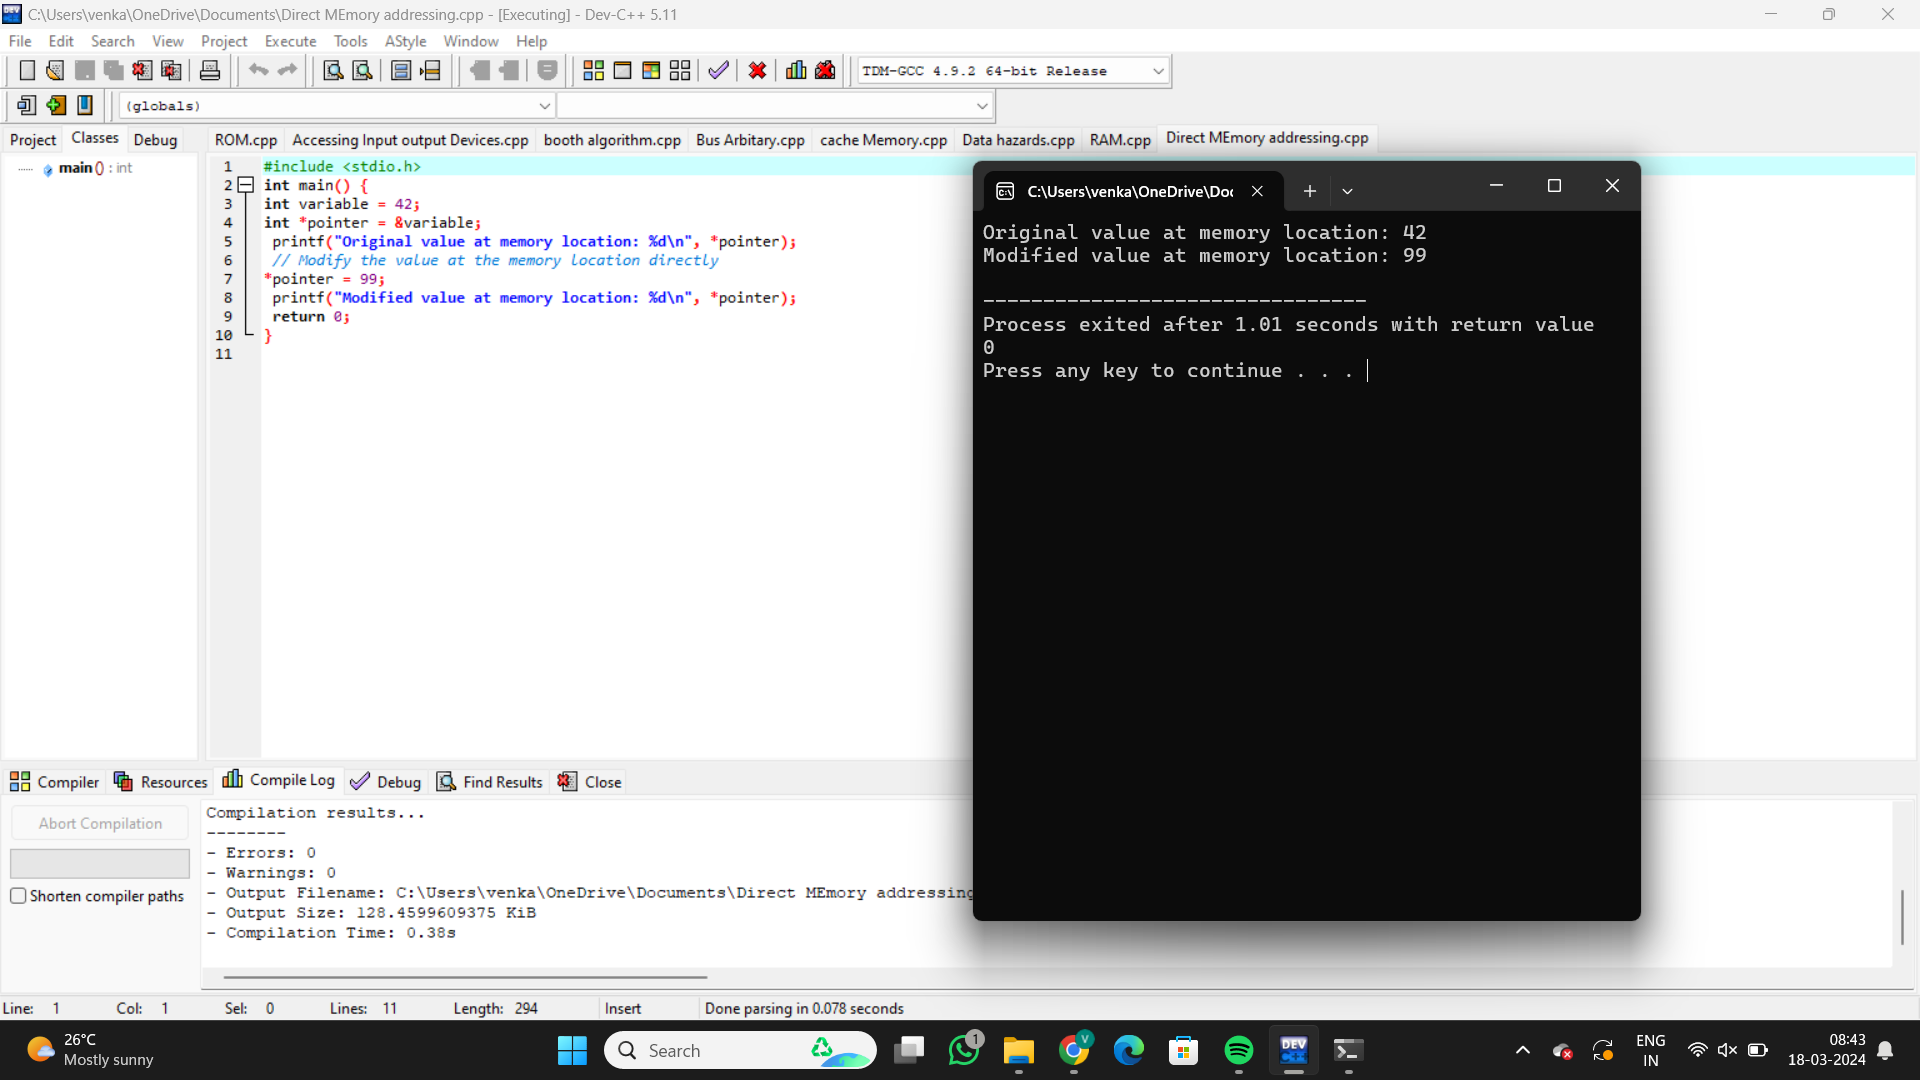 C:\Users\venka\OneDrive\Documents\Direct MEmory addressing.cpp - [Executing] - Dev-C++ 5.11
File Edit Search View Project Execute Tools AStyle Window Help
TDM-GCC 4.9.2 64-bit Release
(globals)
Project Classes Debug
ROM.cpp Accessing Input output Devices.cpp booth algorithm.cpp Bus Arbitary.cpp cache Memory.cpp Data hazards.cpp RAM.cpp Direct MEmory addressing.cpp
main () : int
1 #include <stdio.h>
2 int main() {
3 int variable = 42;
4 int *pointer = &variable;
5 printf("Original value at memory location: %d\n", *pointer);
6 // Modify the value at the memory location directly
7 *pointer = 99;
8 printf("Modified value at memory location: %d\n", *pointer);
9 return 0;
10 }
11
C:\Users\venka\OneDrive\Doc
Original value at memory location: 42
Modified value at memory location: 99
--------------------------------
Process exited after 1.01 seconds with return value
0
Press any key to continue . . .
Compiler Resources Compile Log Debug Find Results Close
Abort Compilation
Shorten compiler paths
Compilation results...
--------
- Errors: 0
- Warnings: 0
- Output Filename: C:\Users\venka\OneDrive\Documents\Direct MEmory addressing
- Output Size: 128.4599609375 KiB
- Compilation Time: 0.38s
Line: 1 Col: 1 Sel: 0 Lines: 11 Length: 294 Insert Done parsing in 0.078 seconds
26°C
Mostly sunny
Search
1
V
DEV
C++
ENG
IN
08:43
18-03-2024